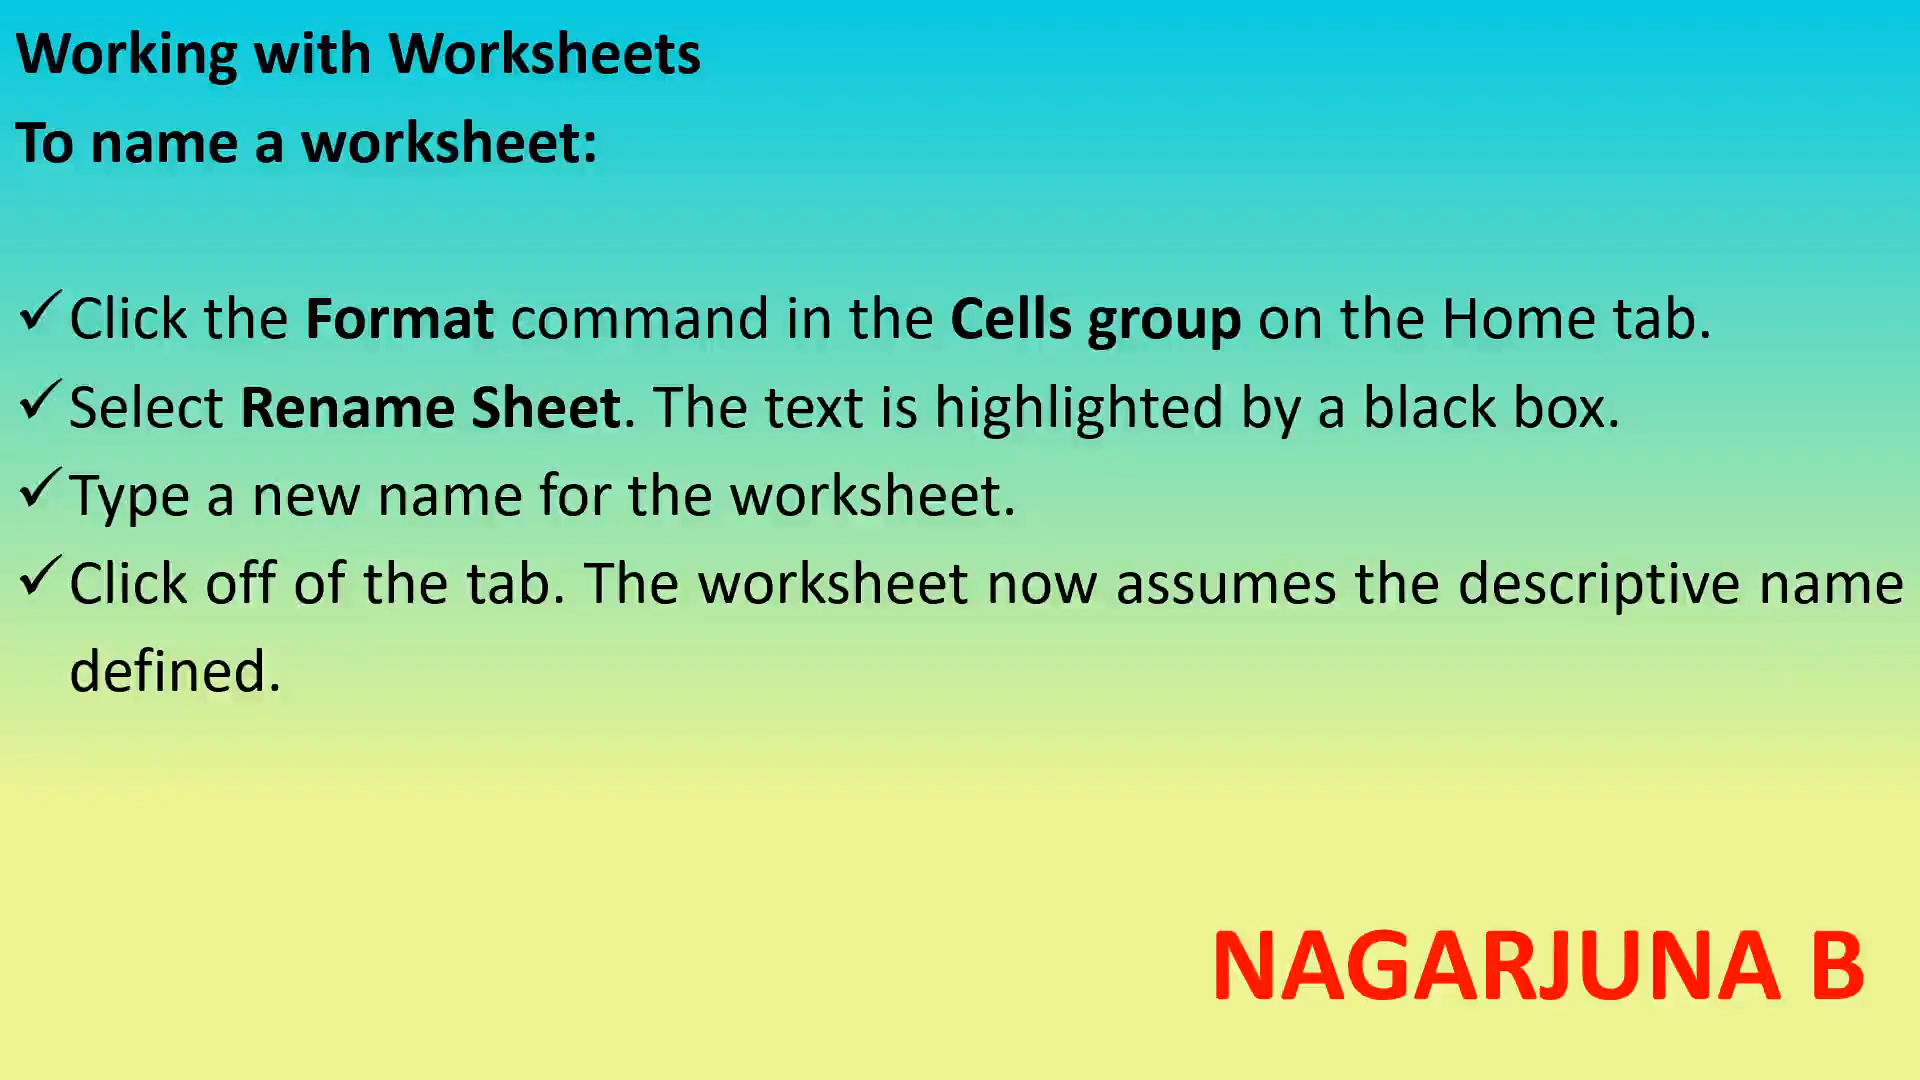 Working with Worksheets
To name a worksheet:
✓ Click the Format command in the Cells group on the Home tab.
✓ Select Rename Sheet. The text is highlighted by a black box.
✓ Type a new name for the worksheet.
✓ Click off of the tab. The worksheet now assumes the descriptive name
defined.
NAGARJUNA B